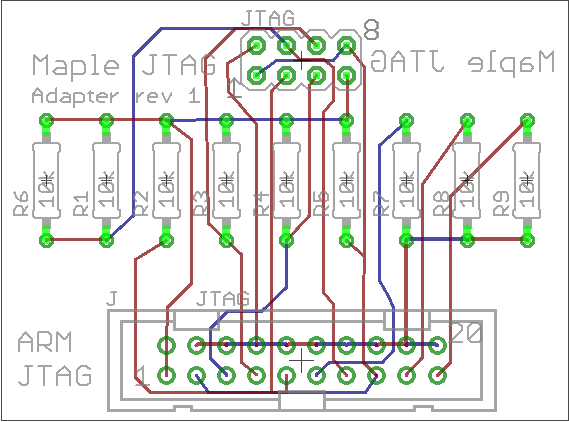 JTAG
8
Maple JTAG
Maple JTAG
Adapter rev 1
1
R6
10k
R1
10k
R2
10k
R3
10k
R4
10k
R5
10k
R7
10k
R8
10k
R9
10k
J
JTAG
ARM
20
JTAG
1